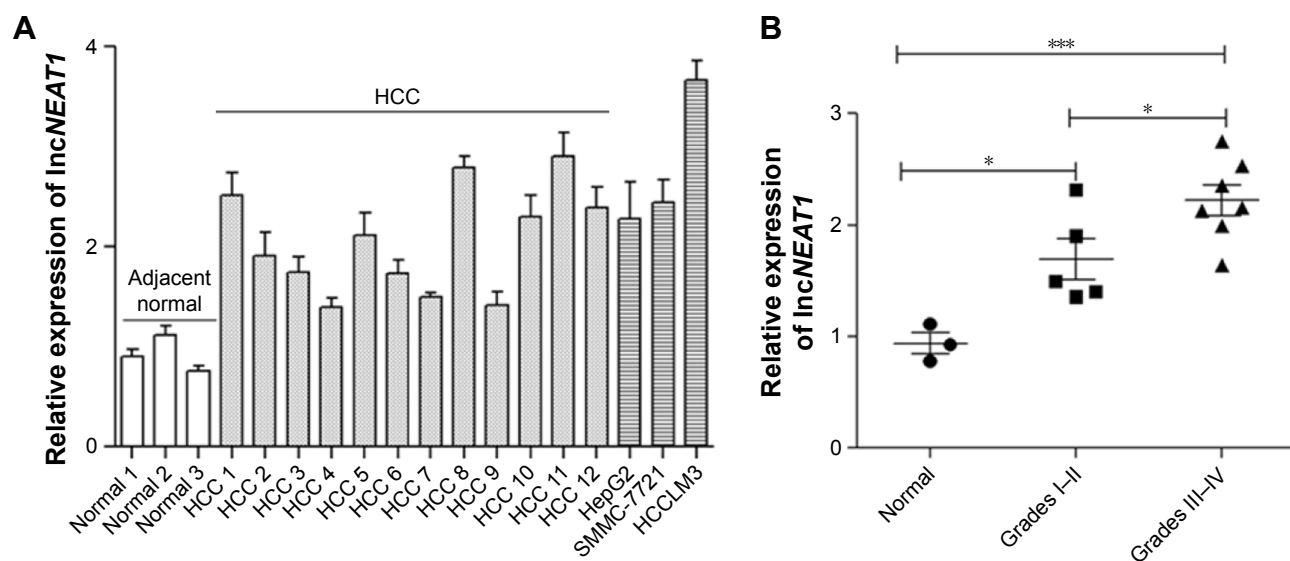 A
Relative expression of lncNEAT1
4
2
0
Adjacent
normal
HCC
Normal 1
Normal 2
Normal 3
HCC 1
HCC 2
HCC 3
HCC 4
HCC 5
HCC 6
HCC 7
HCC 8
HCC 9
HCC 10
HCC 11
HCC 12
HepG2
SMMC-7721
HCCLM3
B
Relative expression
of lncNEAT1
3
2
1
0
***
*
*
Normal
Grades I–II
Grades III–IV